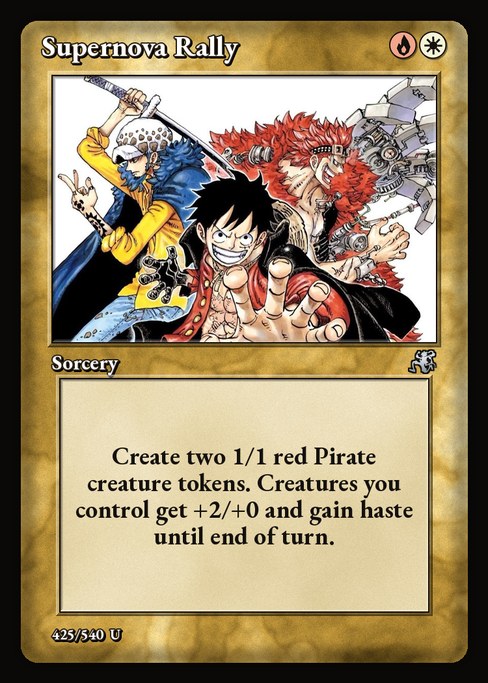 Supernova Rally
Sorcery
Create two 1/1 red Pirate
creature tokens. Creatures you
control get +2/+0 and gain haste
until end of turn.
425/540 U